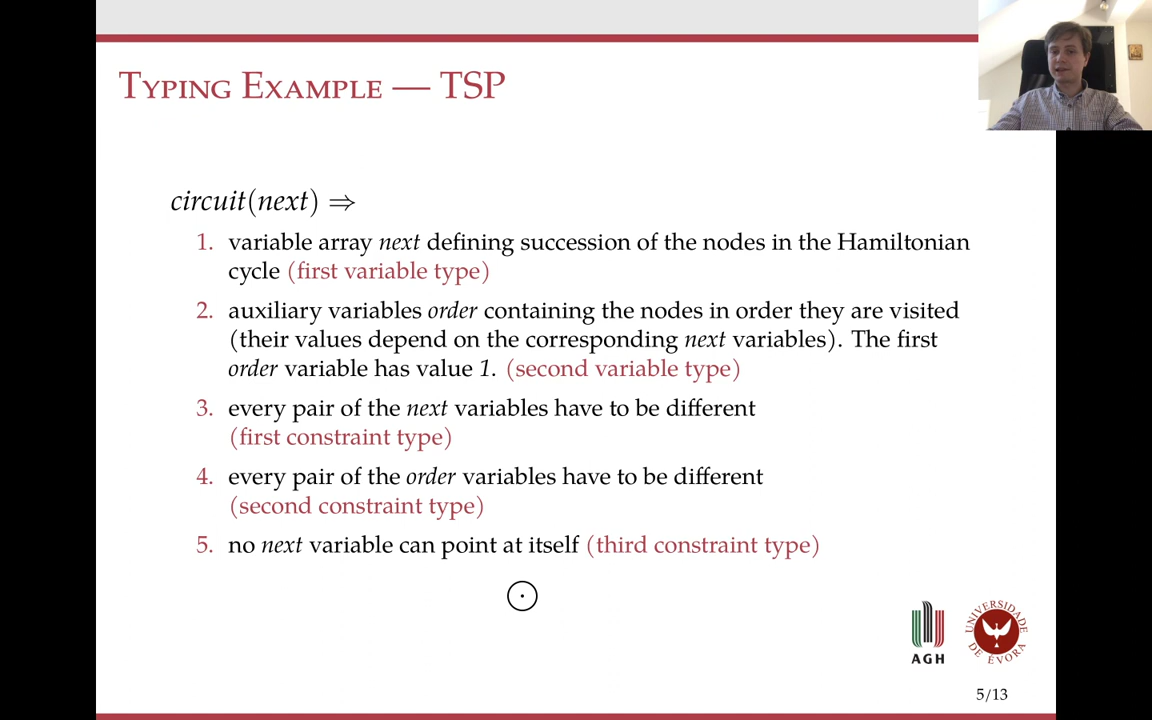 Typing Example — TSP
circuit(next) ⇒
1. variable array next defining succession of the nodes in the Hamiltonian
cycle (first variable type)
2. auxiliary variables order containing the nodes in order they are visited
(their values depend on the corresponding next variables). The first
order variable has value 1. (second variable type)
3. every pair of the next variables have to be different
(first constraint type)
4. every pair of the order variables have to be different
(second constraint type)
5. no next variable can point at itself (third constraint type)
AGH
UNIVERSIDADE
DE ÉVORA
5/13